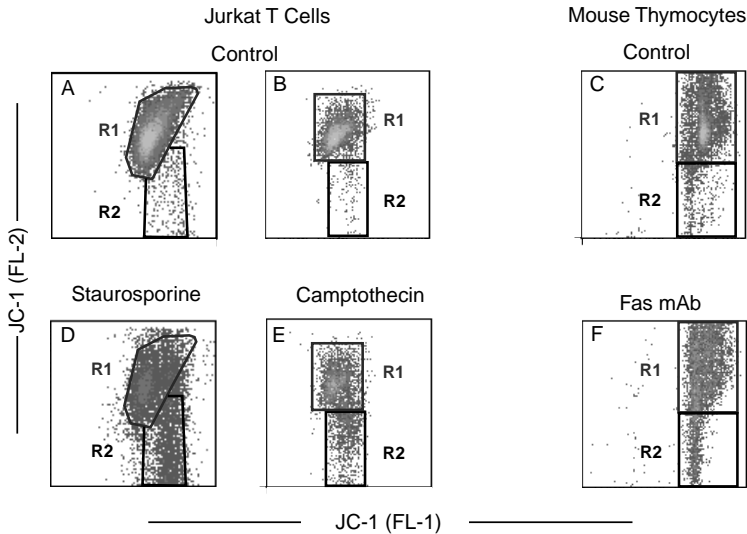 Jurkat T Cells
Mouse Thymocytes
Control
Control
A
R1
R2
B
R1
R2
C
R1
R2
JC-1 (FL-2)
Staurosporine
Camptothecin
Fas mAb
D
R1
R2
E
R1
R2
F
R1
R2
JC-1 (FL-1)